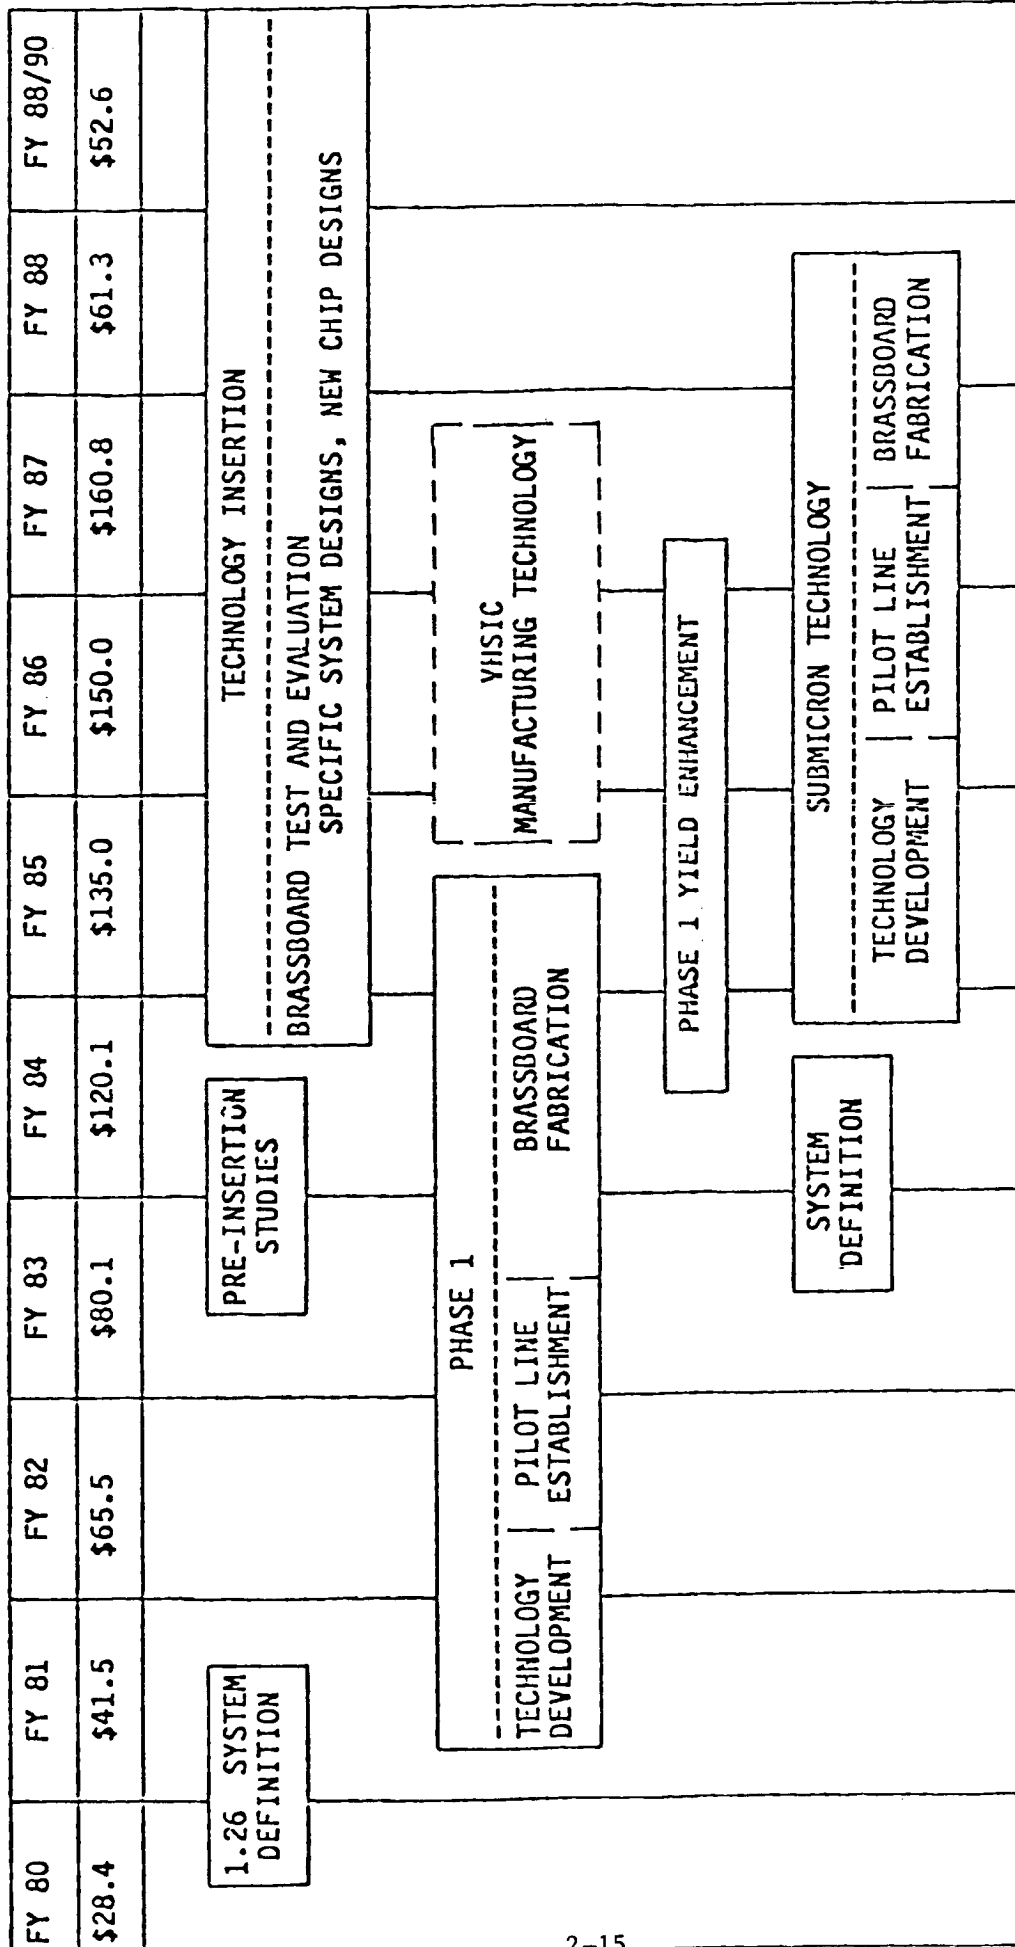 FY 80 FY 81 FY 82 FY 83 FY 84 FY 85 FY 86 FY 87 FY 88 FY 88/90
$28.4 $41.5 $65.5 $80.1 $120.1 $135.0 $150.0 $160.8 $61.3 $52.6
1.26 SYSTEM
DEFINITION
PRE-INSERTION
STUDIES
TECHNOLOGY INSERTION
BRASSBOARD TEST AND EVALUATION
SPECIFIC SYSTEM DESIGNS, NEW CHIP DESIGNS
PHASE 1
TECHNOLOGY
DEVELOPMENT
PILOT LINE
ESTABLISHMENT
BRASSBOARD
FABRICATION
VHSIC
MANUFACTURING TECHNOLOGY
PHASE 1 YIELD ENHANCEMENT
SYSTEM
DEFINITION
SUBMICRON TECHNOLOGY
TECHNOLOGY
DEVELOPMENT
PILOT LINE
ESTABLISHMENT
BRASSBOARD
FABRICATION
2-15